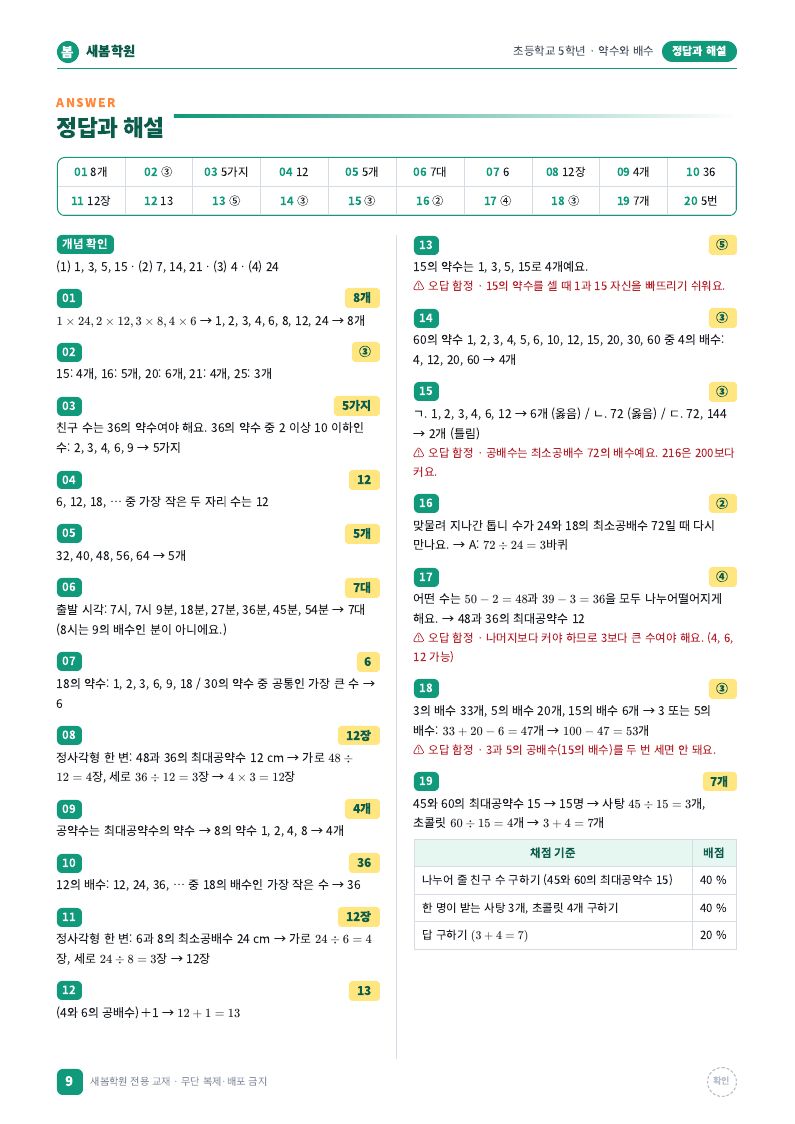 봄 새봄학원
초등학교 5학년 · 약수와 배수 정답과 해설
ANSWER
정답과 해설
01 8개 02 ③ 03 5가지 04 12 05 5개 06 7대 07 6 08 12장 09 4개 10 36
11 12장 12 13 13 ⑤ 14 ③ 15 ③ 16 ② 17 ④ 18 ③ 19 7개 20 5번
개념 확인
(1) 1, 3, 5, 15 · (2) 7, 14, 21 · (3) 4 · (4) 24
01 8개
1 × 24, 2 × 12, 3 × 8, 4 × 6 → 1, 2, 3, 4, 6, 8, 12, 24 → 8개
02 ③
15: 4개, 16: 5개, 20: 6개, 21: 4개, 25: 3개
03 5가지
친구 수는 36의 약수여야 해요. 36의 약수 중 2 이상 10 이하인
수: 2, 3, 4, 6, 9 → 5가지
04 12
6, 12, 18, ⋯ 중 가장 작은 두 자리 수는 12
05 5개
32, 40, 48, 56, 64 → 5개
06 7대
출발 시각: 7시, 7시 9분, 18분, 27분, 36분, 45분, 54분 → 7대
(8시는 9의 배수인 분이 아니에요.)
07 6
18의 약수: 1, 2, 3, 6, 9, 18 / 30의 약수 중 공통인 가장 큰 수 →
6
08 12장
정사각형 한 변: 48과 36의 최대공약수 12 cm → 가로 48 ÷
12 = 4장, 세로 36 ÷ 12 = 3장 → 4 × 3 = 12장
09 4개
공약수는 최대공약수의 약수 → 8의 약수 1, 2, 4, 8 → 4개
10 36
12의 배수: 12, 24, 36, ⋯ 중 18의 배수인 가장 작은 수 → 36
11 12장
정사각형 한 변: 6과 8의 최소공배수 24 cm → 가로 24 ÷ 6 = 4
장, 세로 24 ÷ 8 = 3장 → 12장
12 13
(4와 6의 공배수)+1 → 12 + 1 = 13
13 ⑤
15의 약수는 1, 3, 5, 15로 4개예요.
⚠ 오답 함정 · 15의 약수를 셀 때 1과 15 자신을 빠뜨리기 쉬워요.
14 ③
60의 약수 1, 2, 3, 4, 5, 6, 10, 12, 15, 20, 30, 60 중 4의 배수:
4, 12, 20, 60 → 4개
15 ③
ㄱ. 1, 2, 3, 4, 6, 12 → 6개 (옳음) / ㄴ. 72 (옳음) / ㄷ. 72, 144
→ 2개 (틀림)
⚠ 오답 함정 · 공배수는 최소공배수 72의 배수예요. 216은 200보다
커요.
16 ②
맞물려 지나간 톱니 수가 24와 18의 최소공배수 72일 때 다시
만나요. → A: 72 ÷ 24 = 3바퀴
17 ④
어떤 수는 50 − 2 = 48과 39 − 3 = 36을 모두 나누어떨어지게
해요. → 48과 36의 최대공약수 12
⚠ 오답 함정 · 나머지보다 커야 하므로 3보다 큰 수여야 해요. (4, 6,
12 가능)
18 ③
3의 배수 33개, 5의 배수 20개, 15의 배수 6개 → 3 또는 5의
배수: 33 + 20 − 6 = 47개 → 100 − 47 = 53개
⚠ 오답 함정 · 3과 5의 공배수(15의 배수)를 두 번 세면 안 돼요.
19 7개
45와 60의 최대공약수 15 → 15명 → 사탕 45 ÷ 15 = 3개,
초콜릿 60 ÷ 15 = 4개 → 3 + 4 = 7개
채점 기준 배점
나누어 줄 친구 수 구하기 (45와 60의 최대공약수 15) 40 %
한 명이 받는 사탕 3개, 초콜릿 4개 구하기 40 %
답 구하기 (3 + 4 = 7) 20 %
9 새봄학원 전용 교재 · 무단 복제·배포 금지
확인